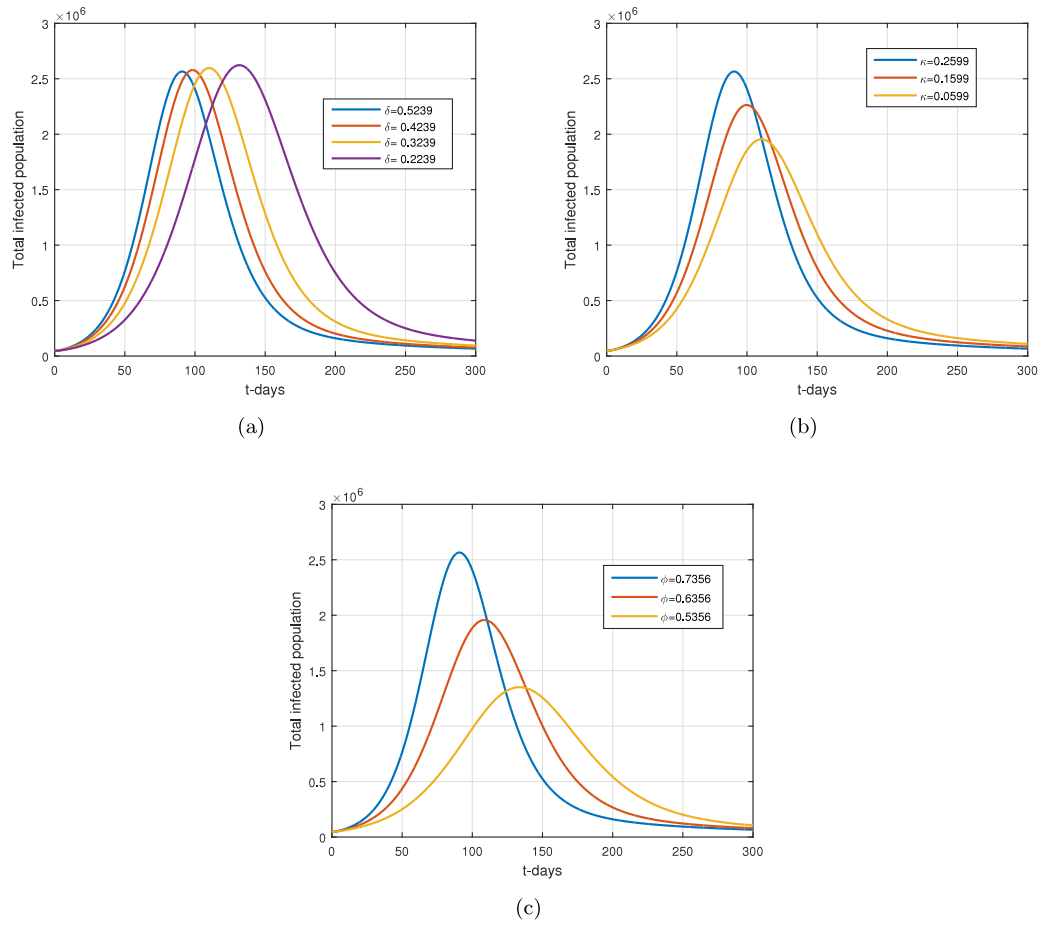 ×10^6
3
2.5
2
1.5
1
0.5
0
Total infected population
δ=0.5239
δ= 0.4239
δ= 0.3239
δ= 0.2239
0 50 100 150 200 250 300
t-days
(a)
×10^6
3
2.5
2
1.5
1
0.5
0
Total infected population
κ=0.2599
κ=0.1599
κ=0.0599
0 50 100 150 200 250 300
t-days
(b)
×10^6
3
2.5
2
1.5
1
0.5
0
Total infected population
ϕ=0.7356
ϕ=0.6356
ϕ=0.5356
0 50 100 150 200 250 300
t-days
(c)